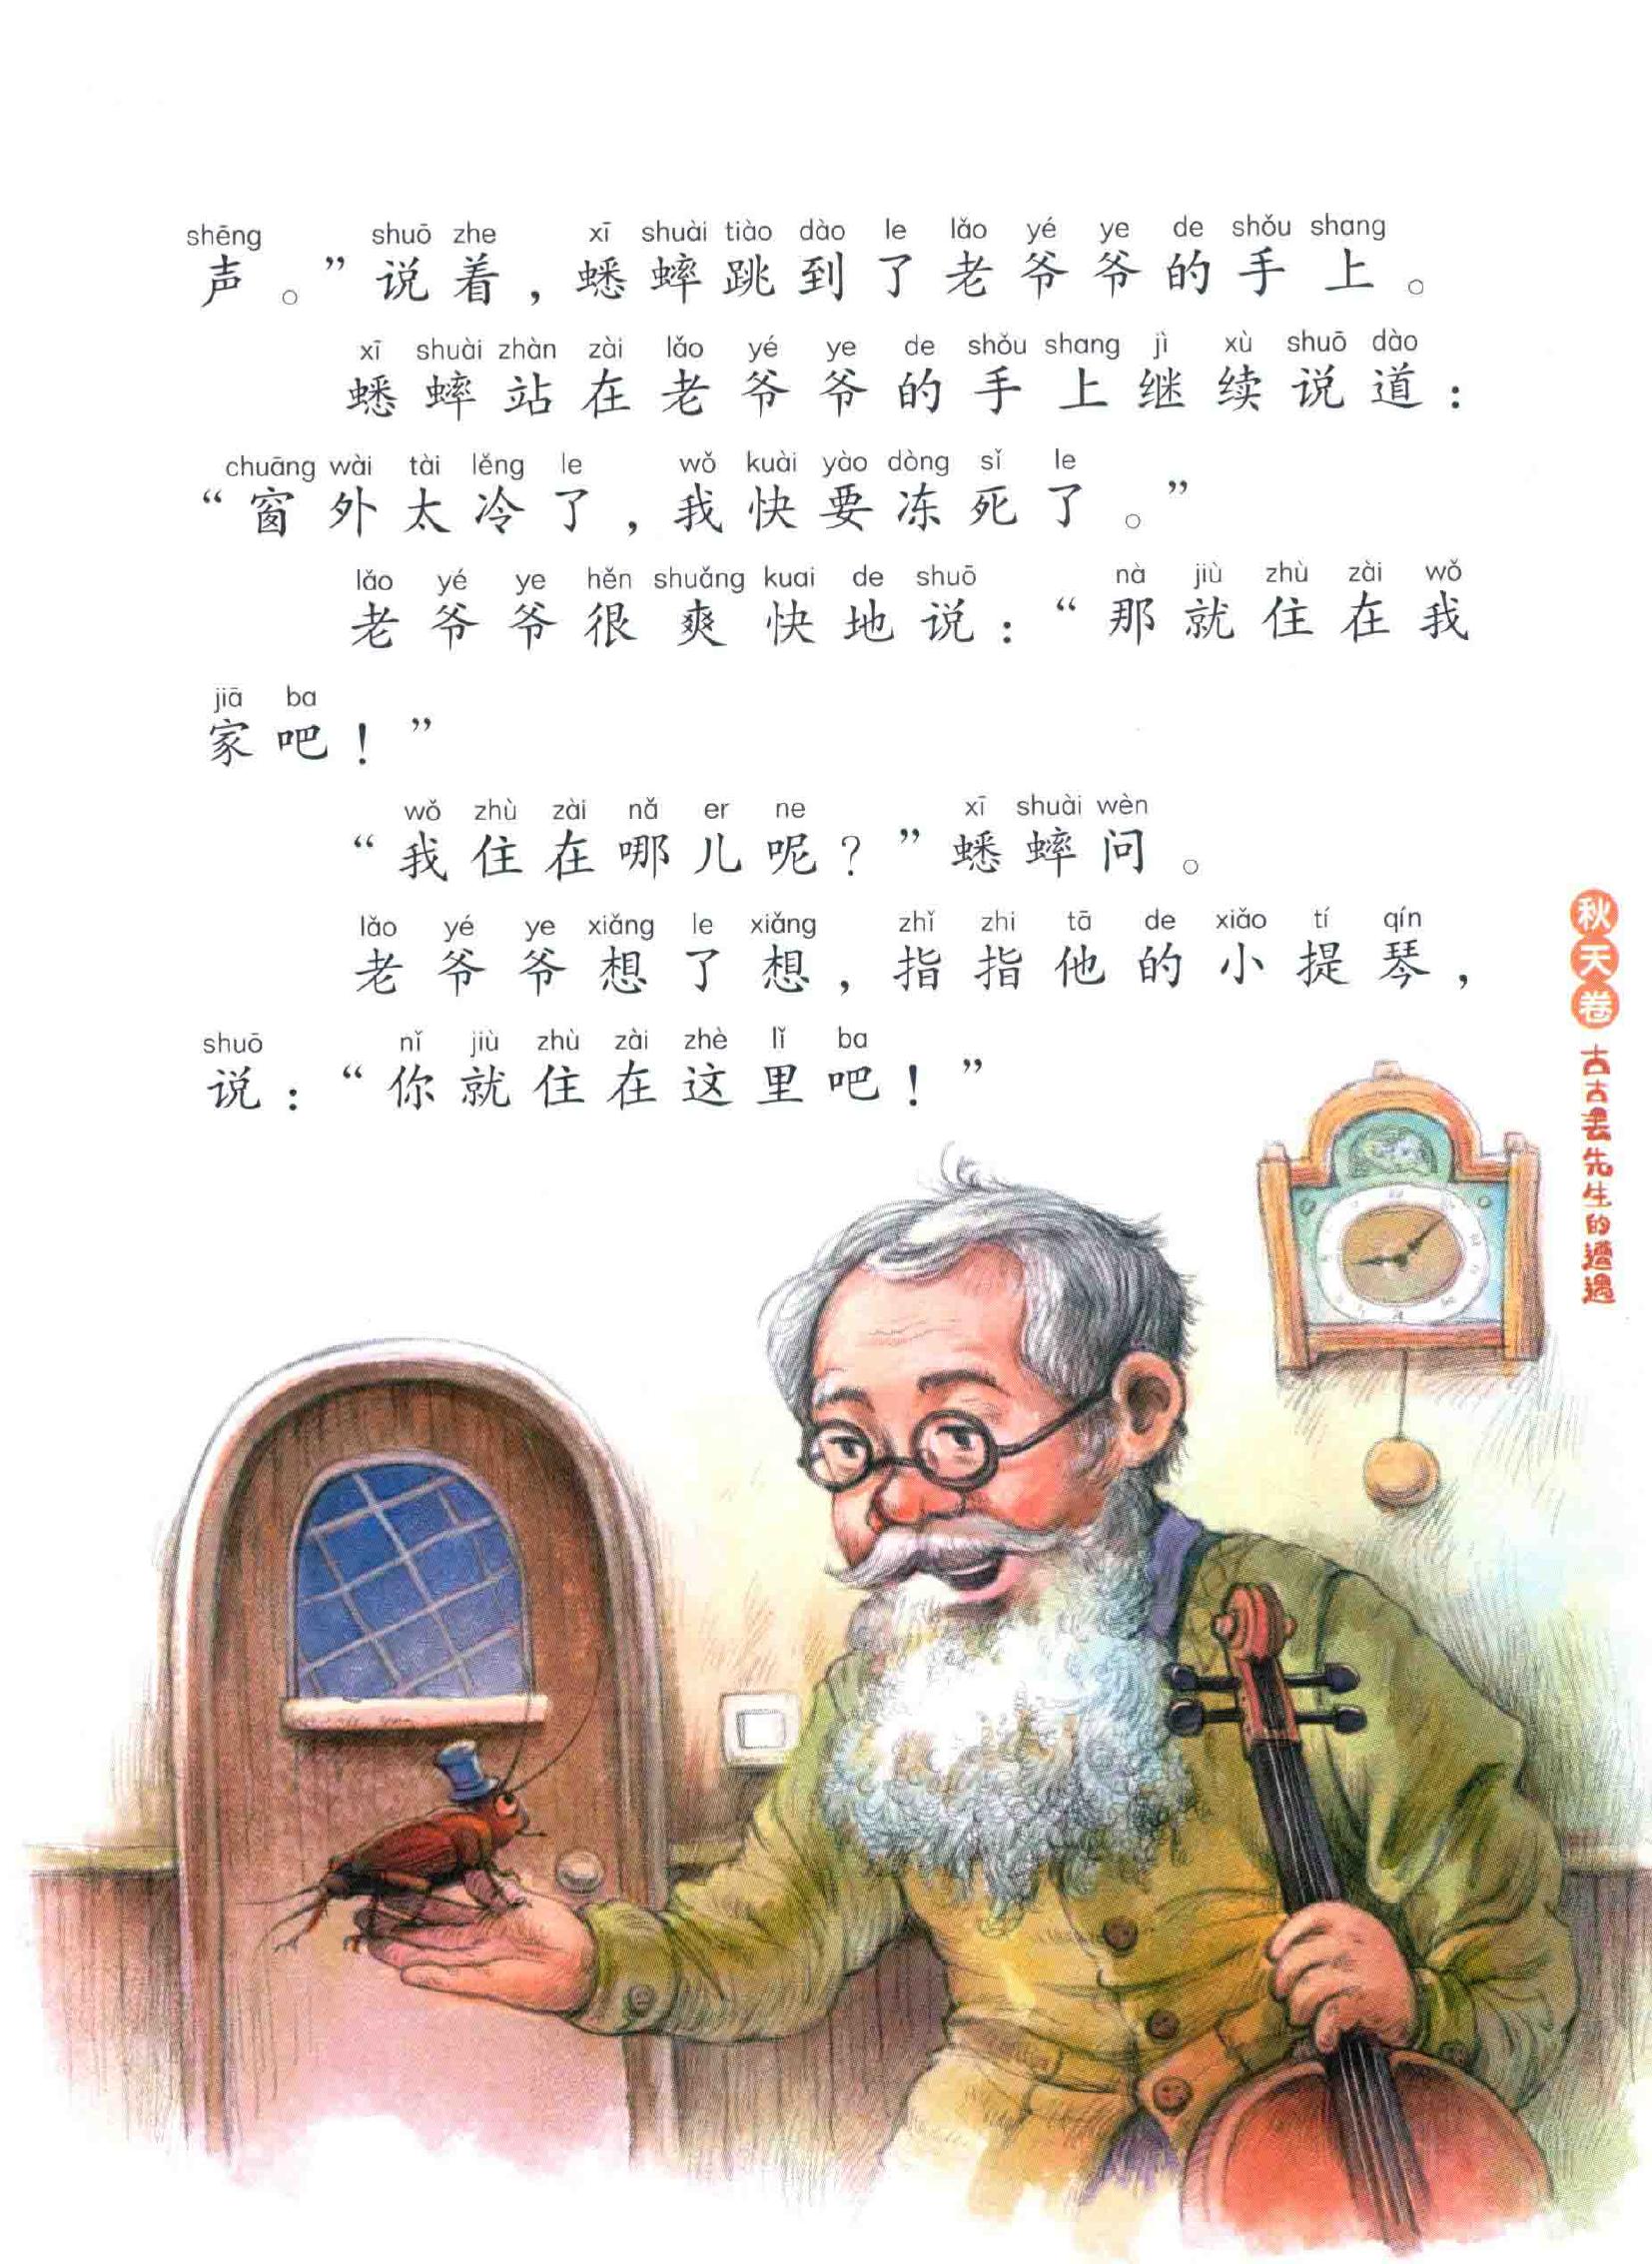 shēng shuō zhe xī shuài tiào dào le lǎo yé ye de shǒu shang
声。”说着，蟋蟀跳到了老爷爷的手上。
xī shuài zhàn zài lǎo yé ye de shǒu shang jì xù shuō dào
蟋蟀站在老爷爷的手上继续说道：
chuāng wài tài lěng le wǒ kuài yào dòng sǐ le
“窗外太冷了，我快要冻死了。”
lǎo yé ye hěn shuǎng kuai de shuō nà jiù zhù zài wǒ
老爷爷很爽快地说：“那就住在我
jiā ba
家吧！”
wǒ zhù zài nǎ er ne xī shuài wèn
“我住在哪儿呢？”蟋蟀问。
lǎo yé ye xiǎng le xiǎng zhǐ zhi tā de xiǎo tí qín
老爷爷想了想，指指他的小提琴，
shuō nǐ jiù zhù zài zhè lǐ ba
说：“你就住在这里吧！”
秋天卷
古古丢先生的遭遇